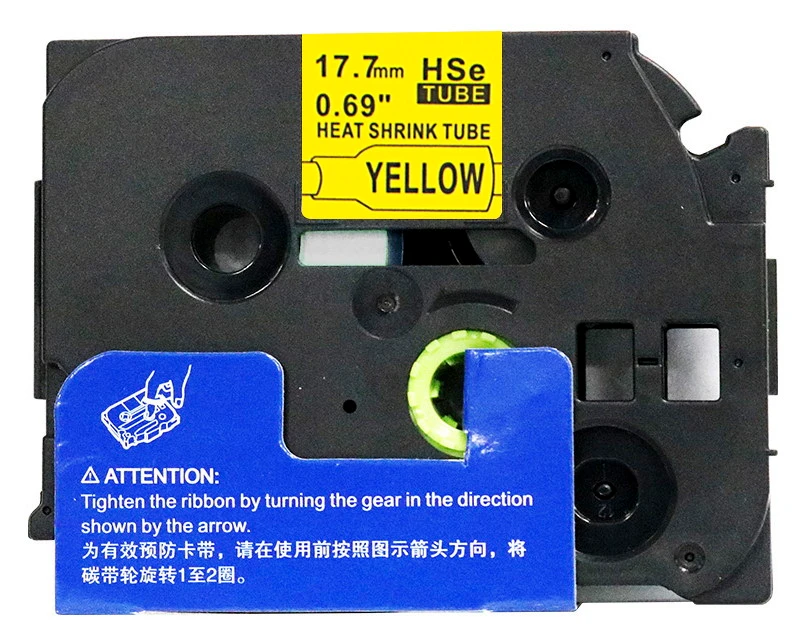 17.7mm HSe
TUBE
0.69"
HEAT SHRINK TUBE
YELLOW
⚠ ATTENTION:
Tighten the ribbon by turning the gear in the direction
shown by the arrow.
为有效预防卡带，请在使用前按照图示箭头方向，将
碳带轮旋转1至2圈。